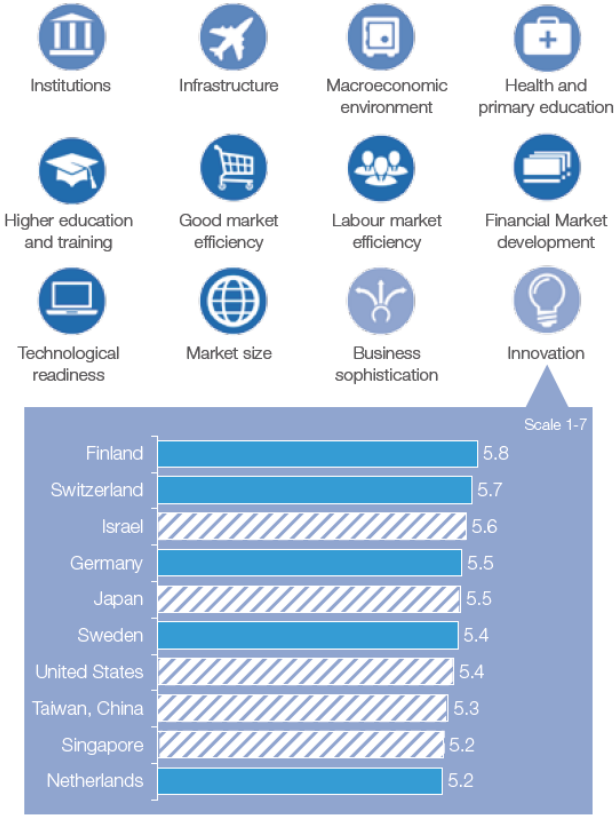 Institutions
Infrastructure
Macroeconomic
environment
Health and
primary education
Higher education
and training
Good market
efficiency
Labour market
efficiency
Financial Market
development
Technological
readiness
Market size
Business
sophistication
Innovation
Scale 1-7
Finland 5.8
Switzerland 5.7
Israel 5.6
Germany 5.5
Japan 5.5
Sweden 5.4
United States 5.4
Taiwan, China 5.3
Singapore 5.2
Netherlands 5.2